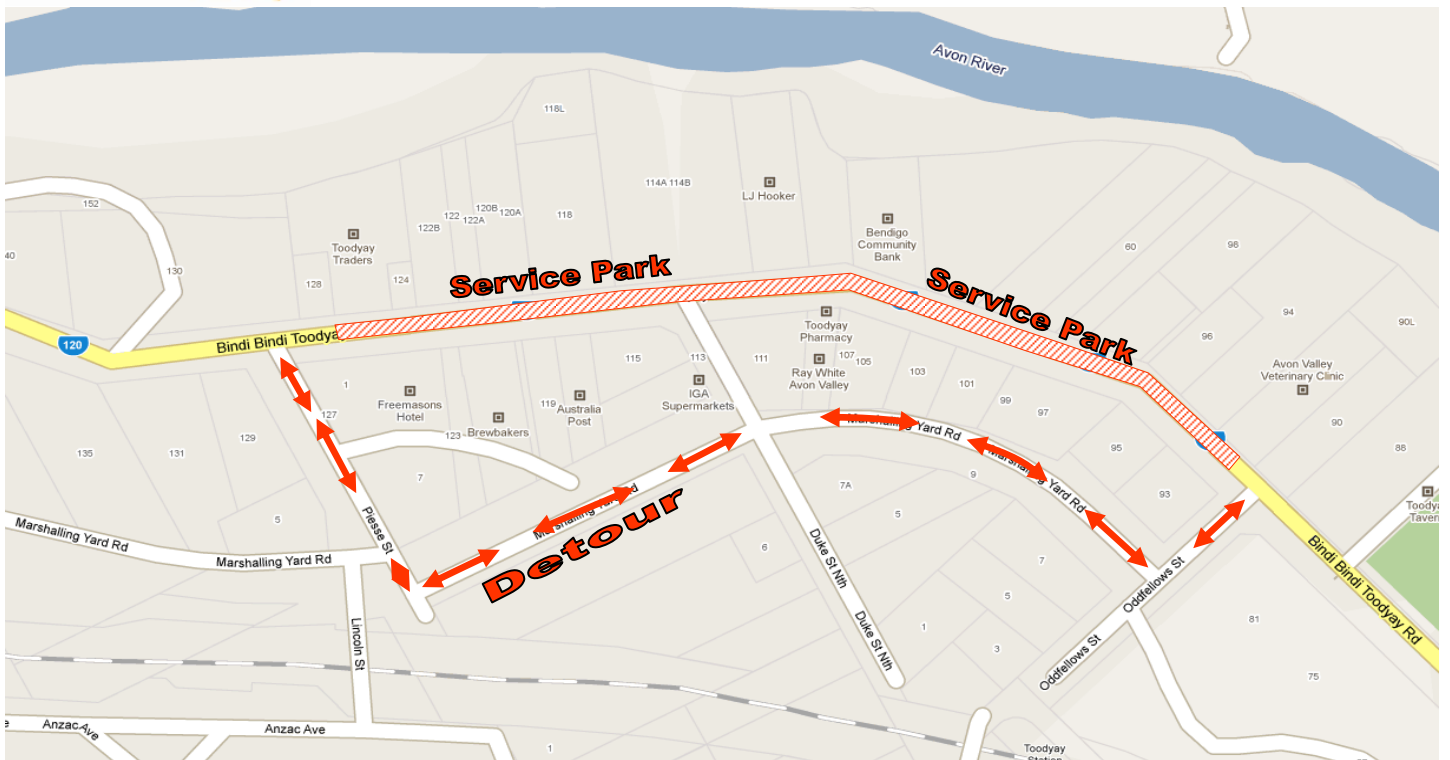 Avon River
118L
114A 114B
LJ Hooker
152
122
120B
120A
122A
122B
118
Bendigo
Community
Bank
60
98
40
130
Toodyay
Traders
128
124
Service Park
Service Park
94
90L
96
120
Bindi Bindi Toodya
Toodyay
Pharmacy
115
113
111
107
105
Ray White
Avon Valley
103
101
99
97
Avon Valley
Veterinary Clinic
1
127
Freemasons
Hotel
119
Australia
Post
IGA
Supermarkets
Brewbakers
123
129
135
131
7
Marshalling Yard Rd
95
90
88
9
Marshalling Yard Rd
7A
93
5
Marshalling Yard Rd
Marshalling Yard Rd
Piesse St
Marshalling Yard Rd
Detour
6
5
7
5
Duke St Nth
Duke St Nth
1
3
Oddfellows St
Oddfellows St
Bindi Bindi Toodyay Rd
81
75
Lincoln St
Anzac Ave
Anzac Ave
1
Toodyay